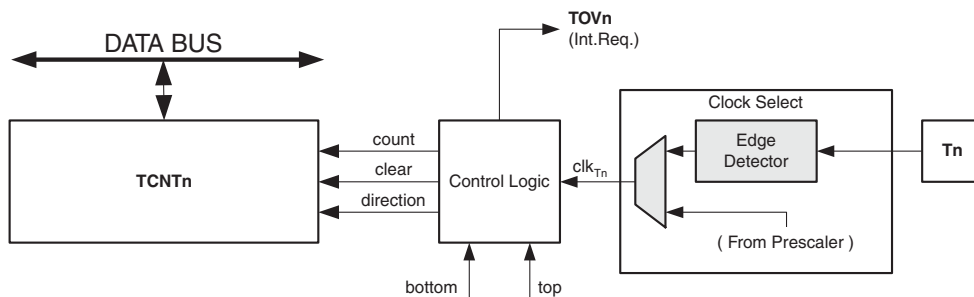 TOVn
(Int.Req.)
DATA BUS
Clock Select
count
Edge
Detector
Tn
TCNTn
clear
Control Logic
clkTn
direction
( From Prescaler )
bottom
top